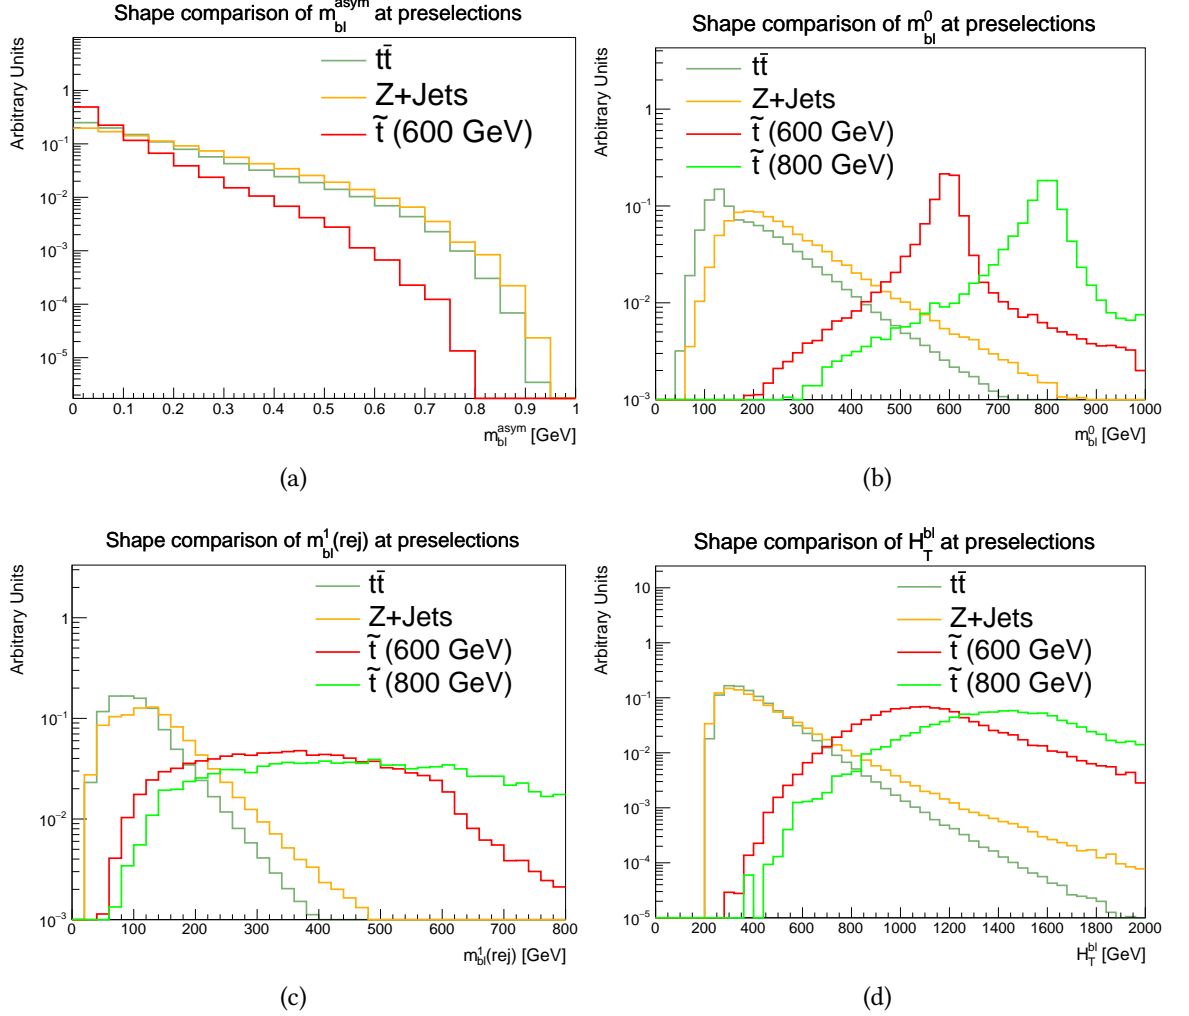 Shape comparison of m_bl^asym at preselections
Arbitrary Units
tt̄
Z+Jets
t̃ (600 GeV)
1
10⁻¹
10⁻²
10⁻³
10⁻⁴
10⁻⁵
0 0.1 0.2 0.3 0.4 0.5 0.6 0.7 0.8 0.9 1
m_bl^asym [GeV]
(a)
Shape comparison of m_bl^0 at preselections
Arbitrary Units
tt̄
Z+Jets
t̃ (600 GeV)
t̃ (800 GeV)
1
10⁻¹
10⁻²
10⁻³
0 100 200 300 400 500 600 700 800 900 1000
m_bl^0 [GeV]
(b)
Shape comparison of m_bl^1(rej) at preselections
Arbitrary Units
tt̄
Z+Jets
t̃ (600 GeV)
t̃ (800 GeV)
1
10⁻¹
10⁻²
10⁻³
0 100 200 300 400 500 600 700 800
m_bl^1(rej) [GeV]
(c)
Shape comparison of H_T^bl at preselections
Arbitrary Units
tt̄
Z+Jets
t̃ (600 GeV)
t̃ (800 GeV)
10
1
10⁻¹
10⁻²
10⁻³
10⁻⁴
10⁻⁵
0 200 400 600 800 1000 1200 1400 1600 1800 2000
H_T^bl [GeV]
(d)